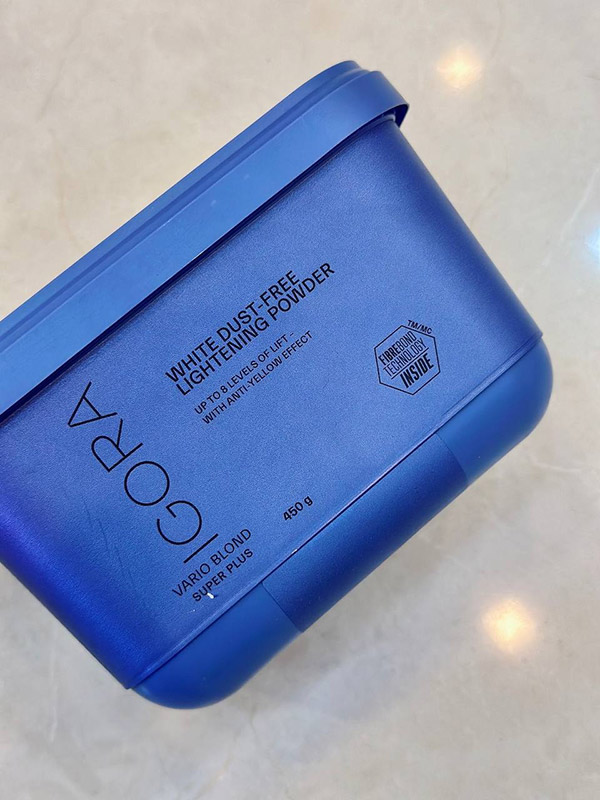 WHITE DUST-FREE
LIGHTENING POWDER
UP TO 8 LEVELS OF LIFT -
WITH ANTI-YELLOW EFFECT
TM/MC
FIBREBOND
TECHNOLOGY
INSIDE
IGORA
VARIO BLOND
SUPER PLUS
450 g